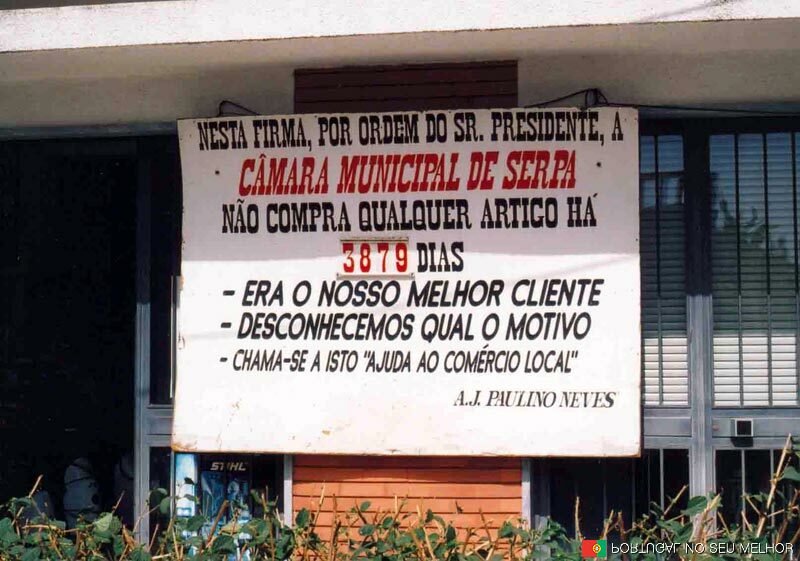 NESTA FIRMA, POR ORDEM DO SR. PRESIDENTE, A
CÂMARA MUNICIPAL DE SERPA
NÃO COMPRA QUALQUER ARTIGO HÁ
3879 DIAS
- ERA O NOSSO MELHOR CLIENTE
- DESCONHECEMOS QUAL O MOTIVO
- CHAMA-SE A ISTO "AJUDA AO COMÉRCIO LOCAL"
A.J. PAULINO NEVES
STIHL
PORTUGAL NO SEU MELHOR